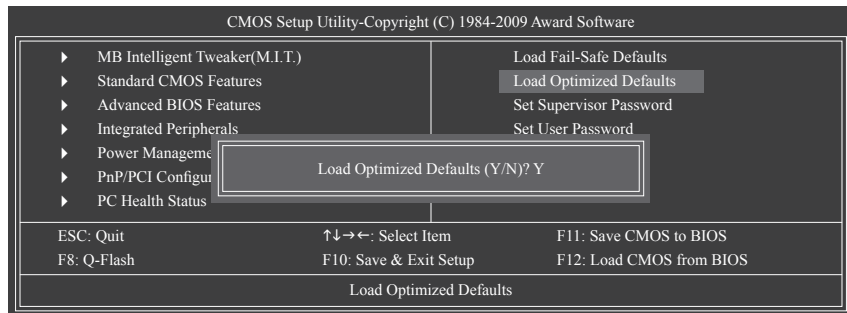 CMOS Setup Utility-Copyright (C) 1984-2009 Award Software
MB Intelligent Tweaker(M.I.T.)
Standard CMOS Features
Advanced BIOS Features
Integrated Peripherals
Power Manageme
PnP/PCI Configur
PC Health Status
Load Fail-Safe Defaults
Load Optimized Defaults
Set Supervisor Password
Set User Password
Load Optimized Defaults (Y/N)? Y
ESC: Quit ↑↓→←: Select Item F11: Save CMOS to BIOS
F8: Q-Flash F10: Save & Exit Setup F12: Load CMOS from BIOS
Load Optimized Defaults